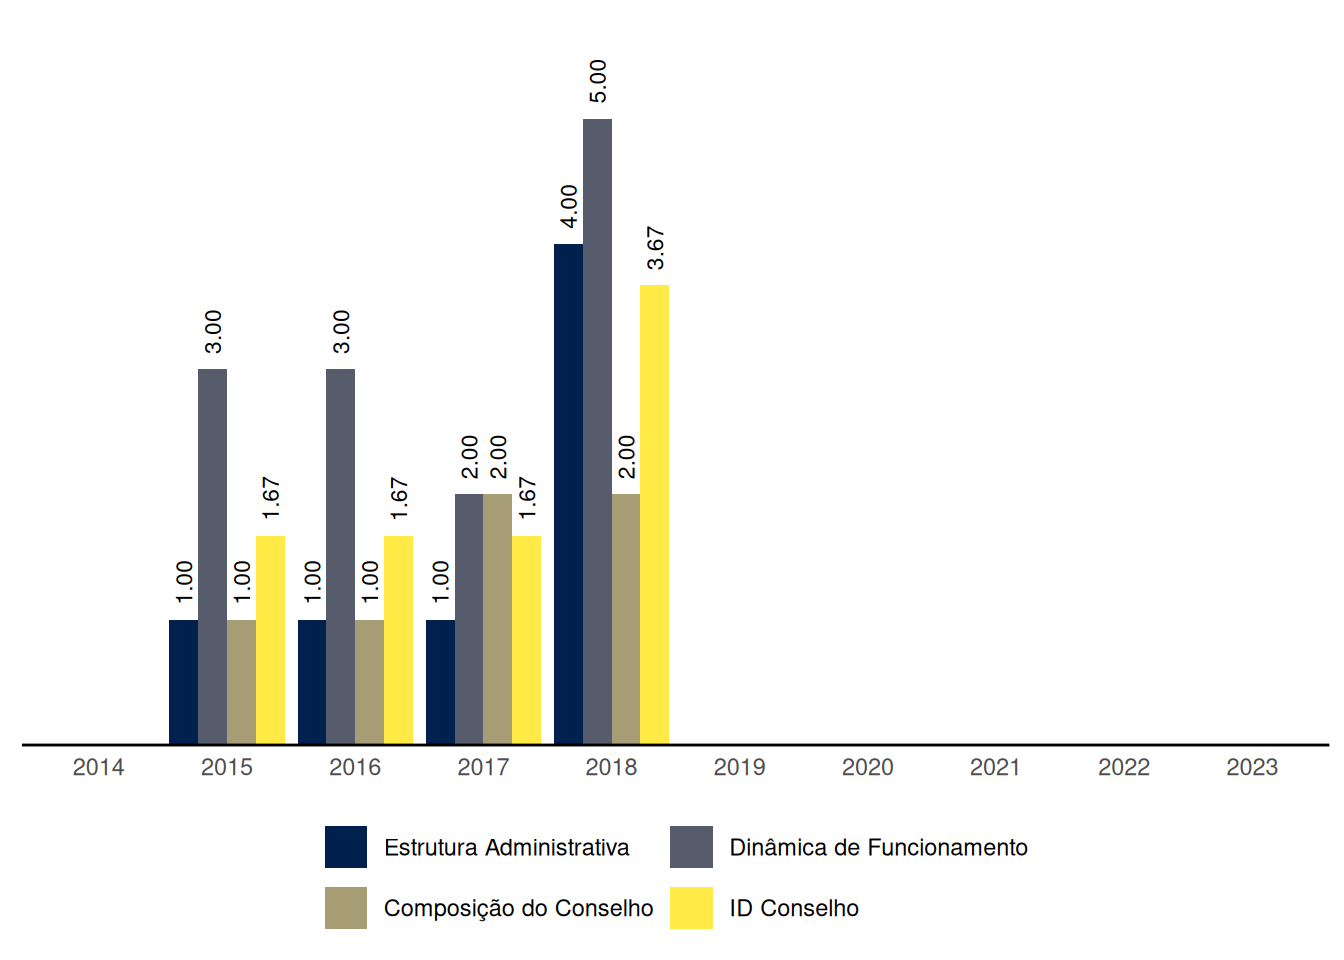 5.00
4.00
3.67
3.00 3.00
2.00 2.00 2.00
1.67 1.67 1.67
1.00 1.00 1.00 1.00 1.00
2014 2015 2016 2017 2018 2019 2020 2021 2022 2023
Estrutura Administrativa Dinâmica de Funcionamento
Composição do Conselho ID Conselho